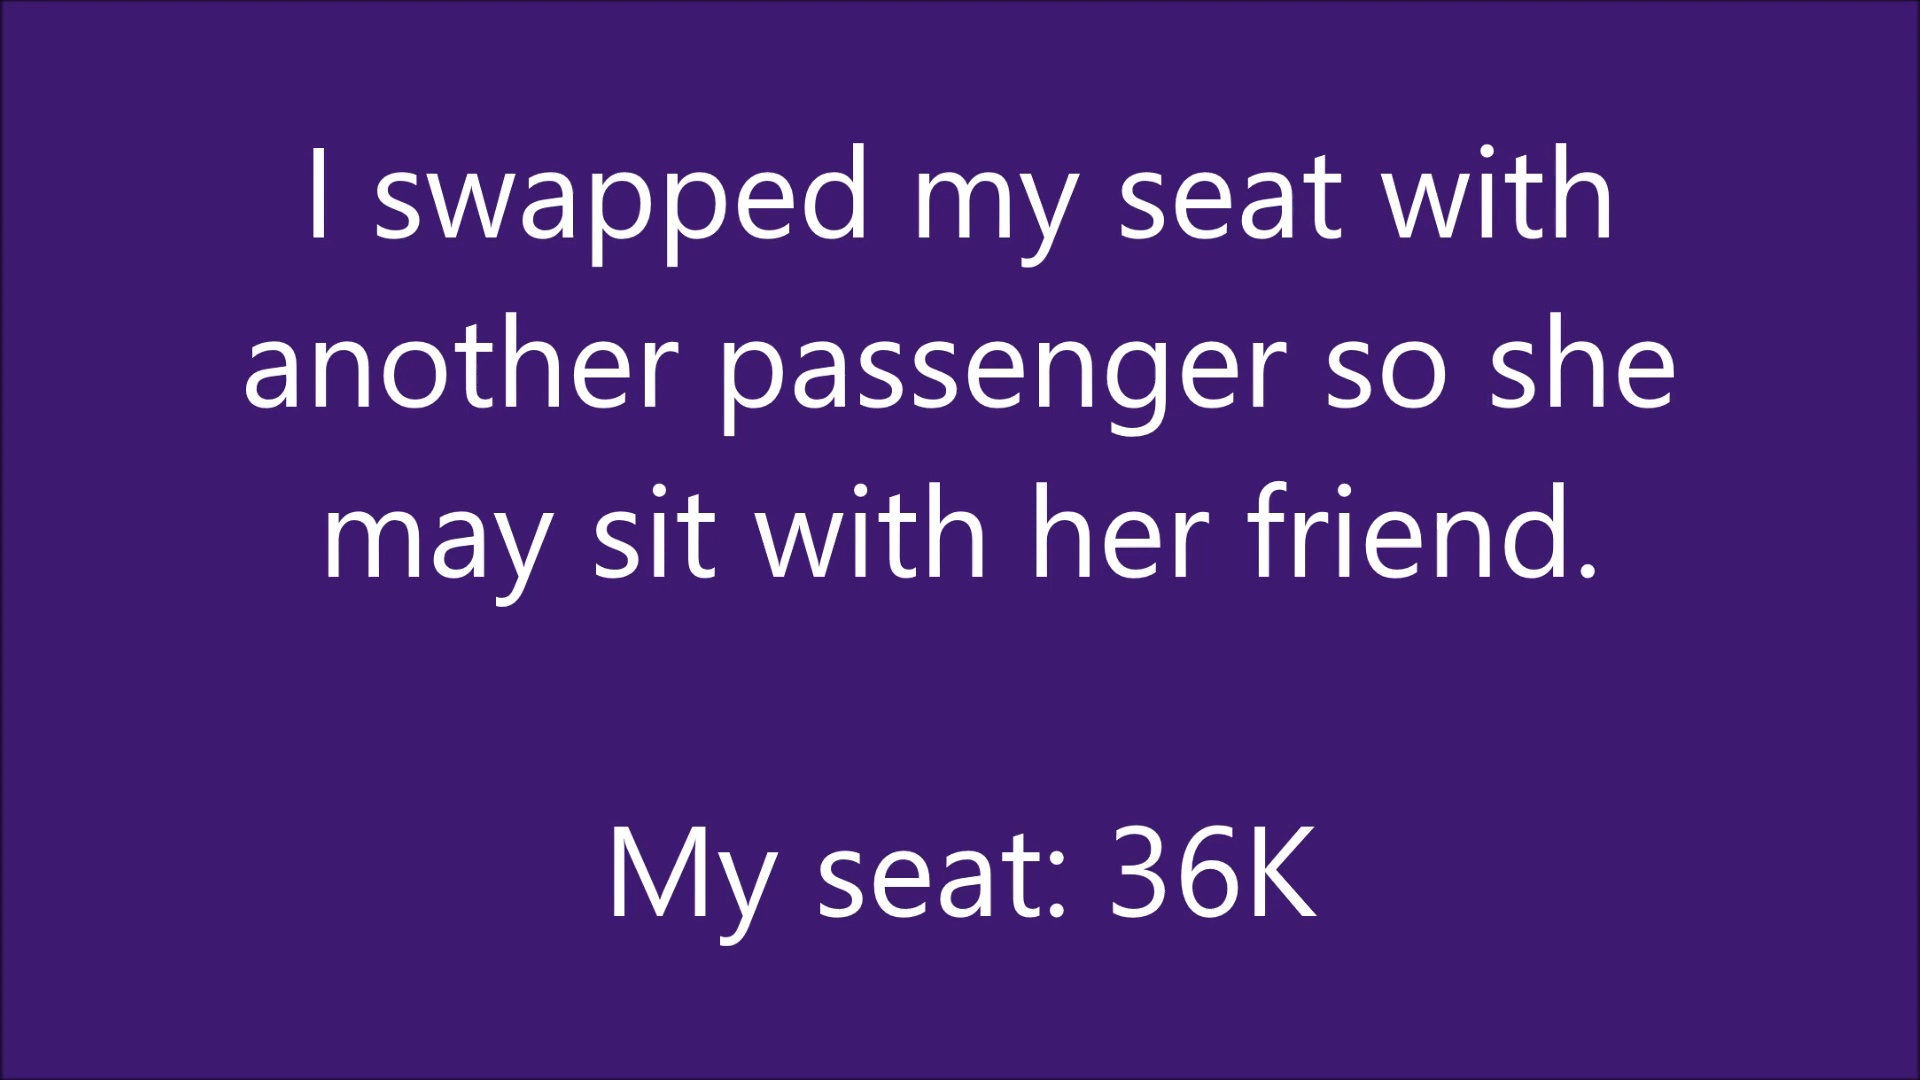 I swapped my seat with
another passenger so she
may sit with her friend.
My seat: 36K